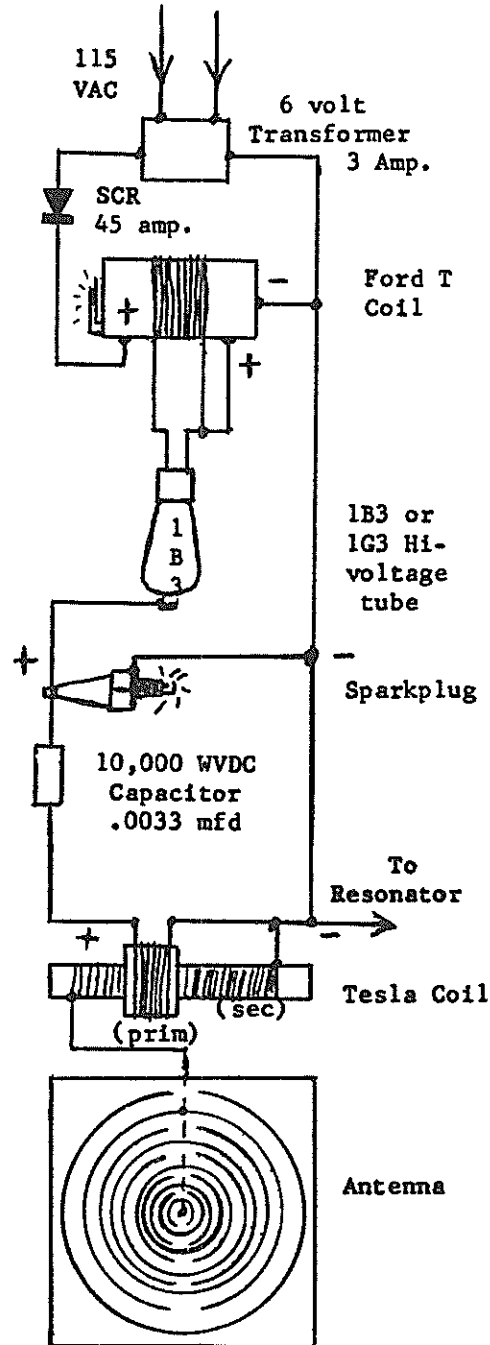 115
VAC
6 volt
Transformer
3 Amp.
SCR
45 amp.
+
-
+
Ford T
Coil
1
B
3
1B3 or
1G3 Hi-
voltage
tube
+
-
Sparkplug
10,000 WVDC
Capacitor
.0033 mfd
To
Resonator
+
-
Tesla Coil
(prim)
(sec)
Antenna